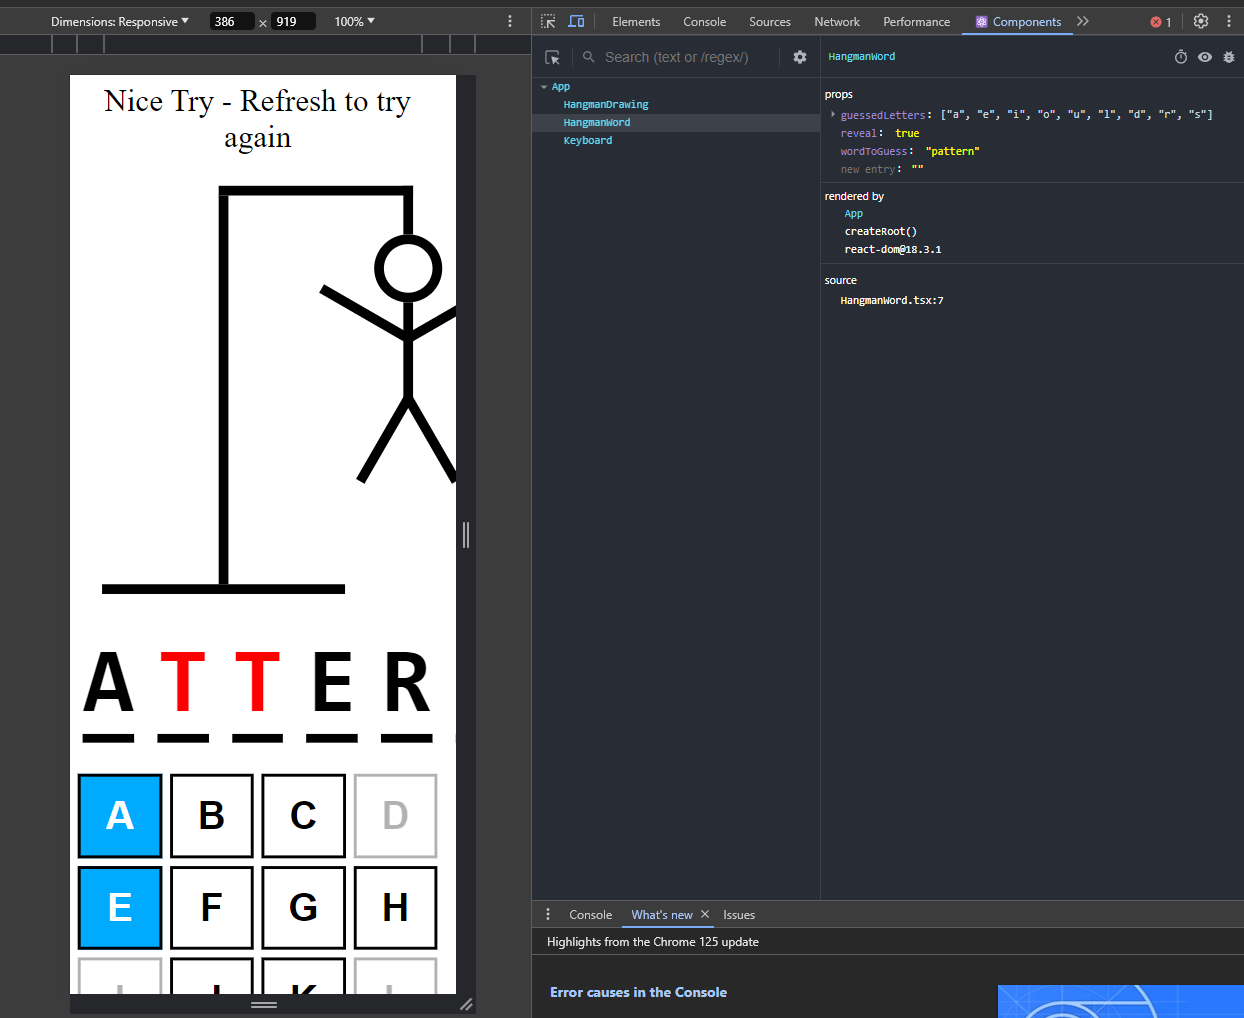 Dimensions: Responsive 386 × 919 100%
Elements Console Sources Network Performance Components 1
Nice Try - Refresh to try
again
A T T E R
A B C D
E F G H
Search (text or /regex/)
App
HangmanDrawing
HangmanWord
Keyboard
HangmanWord
props
guessedLetters: ["a", "e", "i", "o", "u", "l", "d", "r", "s"]
reveal: true
wordToGuess: "pattern"
new entry: ""
rendered by
App
createRoot()
react-dom@18.3.1
source
HangmanWord.tsx:7
Console What's new Issues
Highlights from the Chrome 125 update
Error causes in the Console